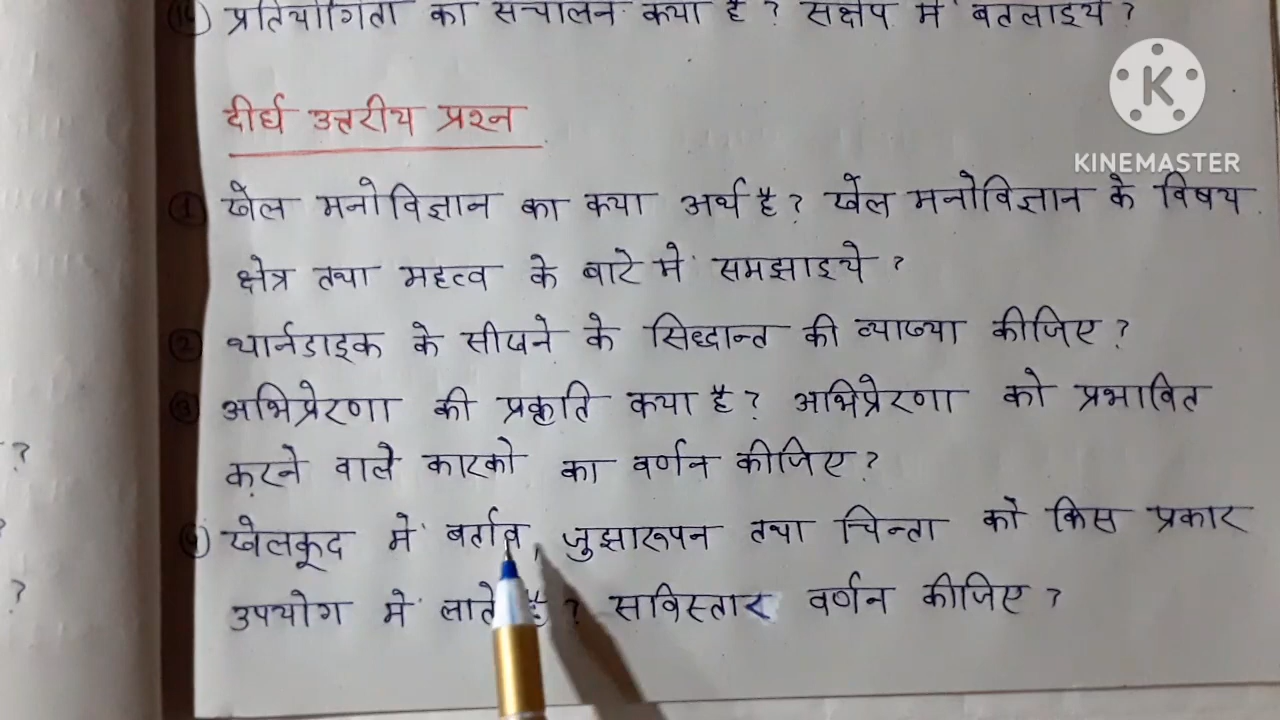 (14) प्रतियोगिता का संचालन क्या है ? संक्षेप में बतलाइये ?
दीर्घ उत्तरीय प्रश्न
① खेल मनोविज्ञान का क्या अर्थ है ? खेल मनोविज्ञान के विषय
क्षेत्र तथा महत्व के बारे में समझाइये ?
② थार्नडाइक के सीखने के सिद्धान्त की व्याख्या कीजिए ?
③ अभिप्रेरणा की प्रकृति क्या है ? अभिप्रेरणा को प्रभावित
करने वाले कारको का वर्णन कीजिए ?
④ खेलकूद में बर्ताव, जुझारूपन तथा चिन्ता को किस प्रकार
उपयोग में लाते है ? सविस्तार वर्णन कीजिए ?
?
?
K
KINEMASTER